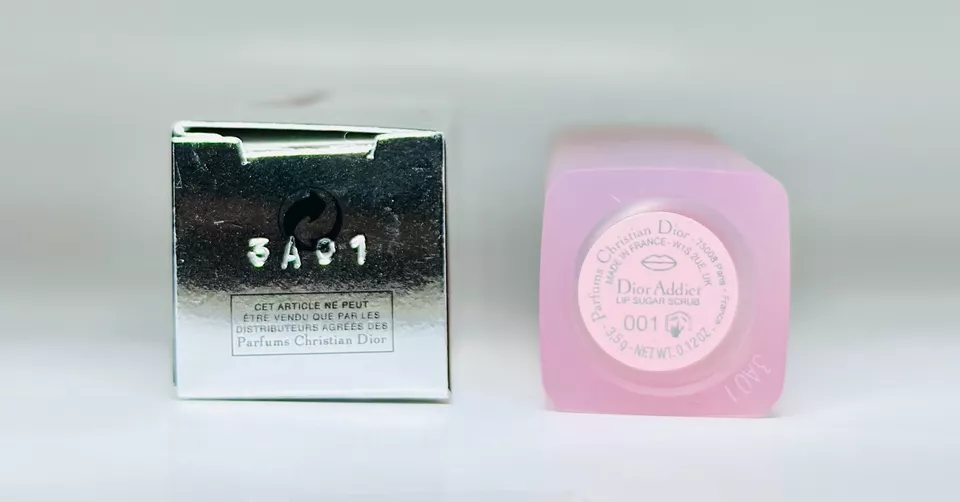 3A01
CET ARTICLE NE PEUT
ÊTRE VENDU QUE PAR LES
DISTRIBUTEURS AGRÉÉS DES
Parfums Christian Dior
Parfums Christian Dior · 75008 Paris · France
MADE IN FRANCE - W1S 2UE, UK
Dior Addict
LIP SUGAR SCRUB
001
3,5 G - NET WT. 0.12 OZ.
3A01